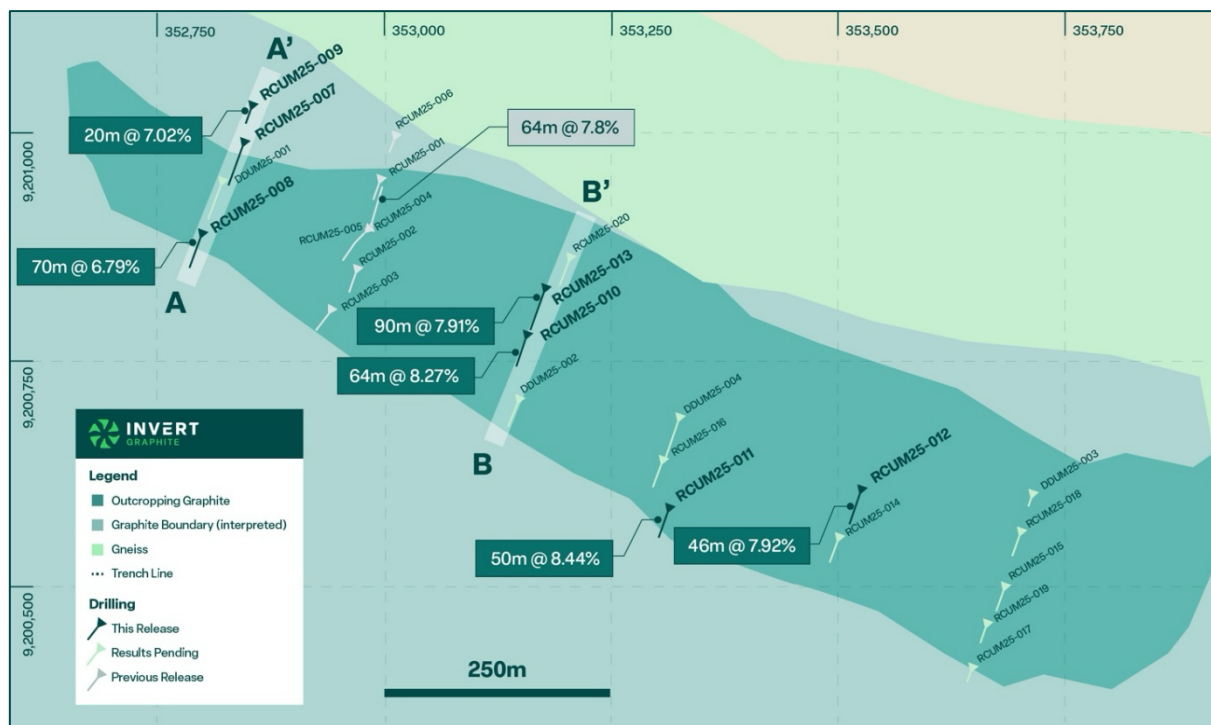 352,750
353,000
353,250
353,500
353,750
A’
RCUM25-009
RCUM25-007
20m @ 7.02%
RCUM25-006
64m @ 7.8%
9,201,000
DDUM25-001
RCUM25-001
RCUM25-008
B’
RCUM25-004
RCUM25-005
RCUM25-002
RCUM25-020
70m @ 6.79%
A
RCUM25-003
RCUM25-013
90m @ 7.91%
RCUM25-010
64m @ 8.27%
9,200,750
DDUM25-002
DDUM25-004
B
RCUM25-016
RCUM25-011
RCUM25-012
DDUM25-003
RCUM25-018
RCUM25-014
50m @ 8.44%
46m @ 7.92%
RCUM25-015
9,200,500
RCUM25-019
RCUM25-017
INVERT
GRAPHITE
Legend
Outcropping Graphite
Graphite Boundary (interpreted)
Gneiss
Trench Line
Drilling
This Release
Results Pending
Previous Release
250m